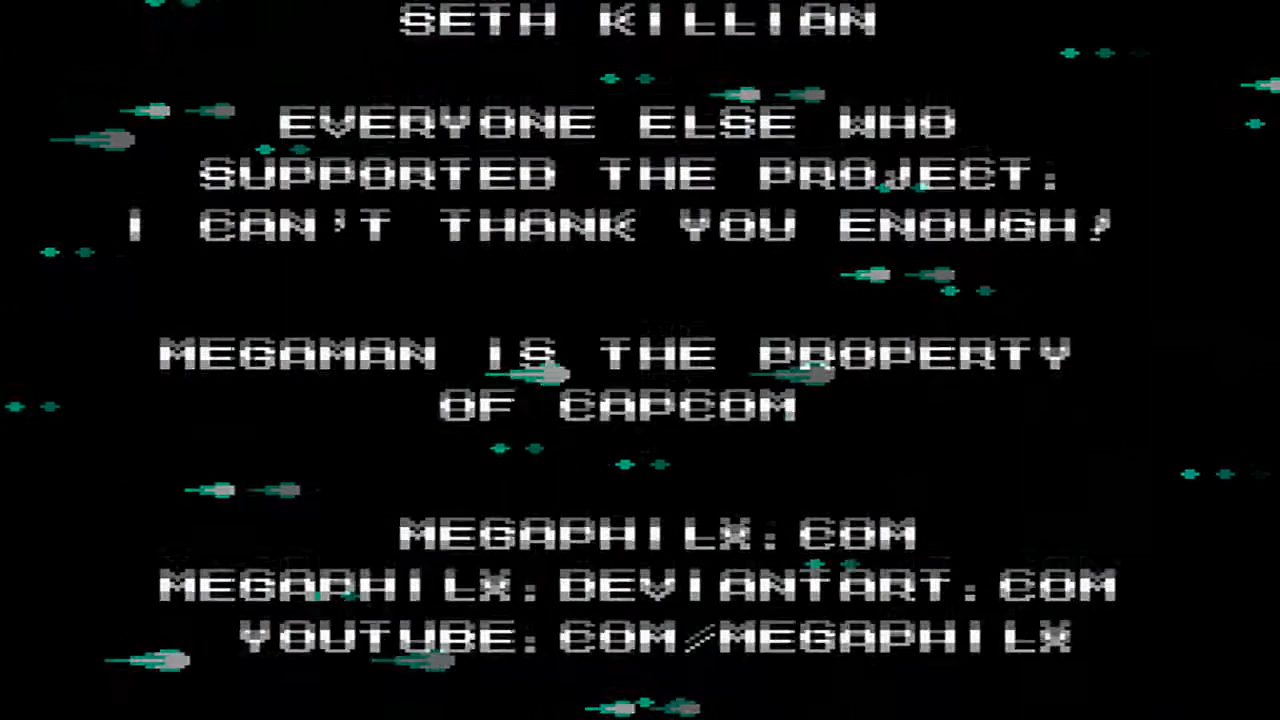 SETH KILLIAN
EVERYONE ELSE WHO
SUPPORTED THE PROJECT:
I CAN'T THANK YOU ENOUGH!
MEGAMAN IS THE PROPERTY
OF CAPCOM
MEGAPHILX.COM
MEGAPHILX.DEVIANTART.COM
YOUTUBE.COM/MEGAPHILX